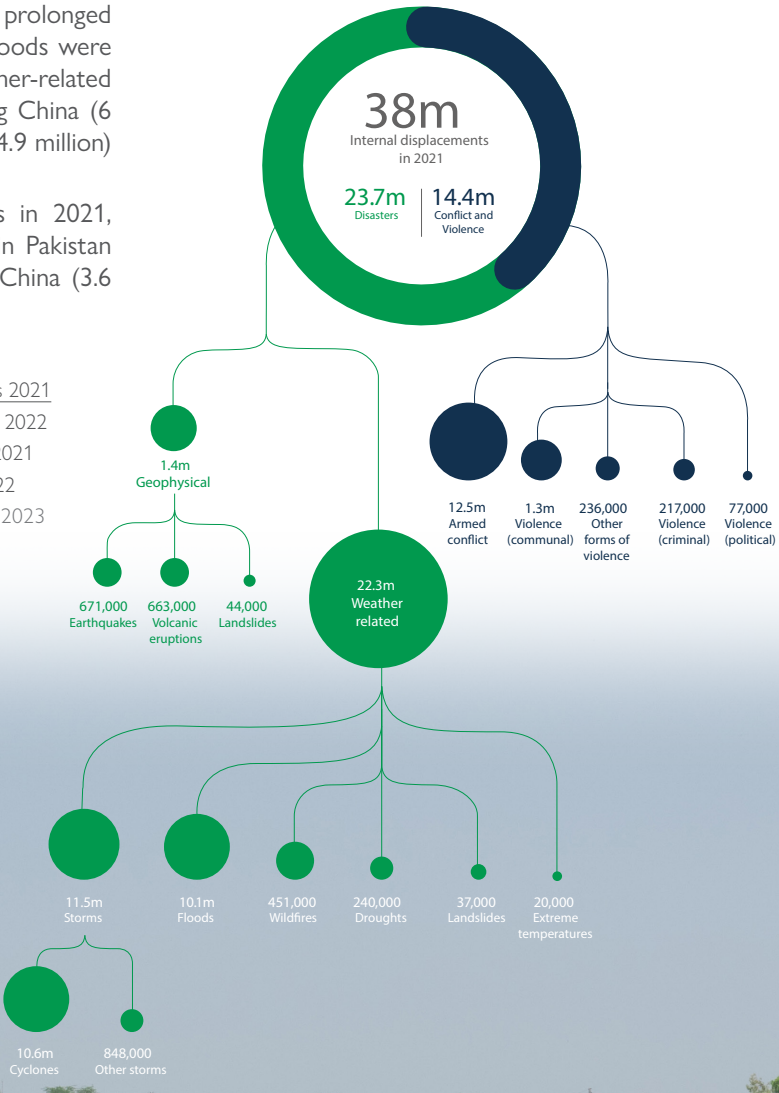 prolonged
oods were
her-related
g China (6
4.9 million)
s in 2021,
n Pakistan
China (3.6
s 2021
2022
2021
22
2023
38m
Internal displacements
in 2021
23.7m
Disasters
14.4m
Conflict and
Violence
1.4m
Geophysical
671,000
Earthquakes
663,000
Volcanic
eruptions
44,000
Landslides
22.3m
Weather
related
12.5m
Armed
conflict
1.3m
Violence
(communal)
236,000
Other
forms of
violence
217,000
Violence
(criminal)
77,000
Violence
(political)
11.5m
Storms
10.1m
Floods
451,000
Wildfires
240,000
Droughts
37,000
Landslides
20,000
Extreme
temperatures
10.6m
Cyclones
848,000
Other storms